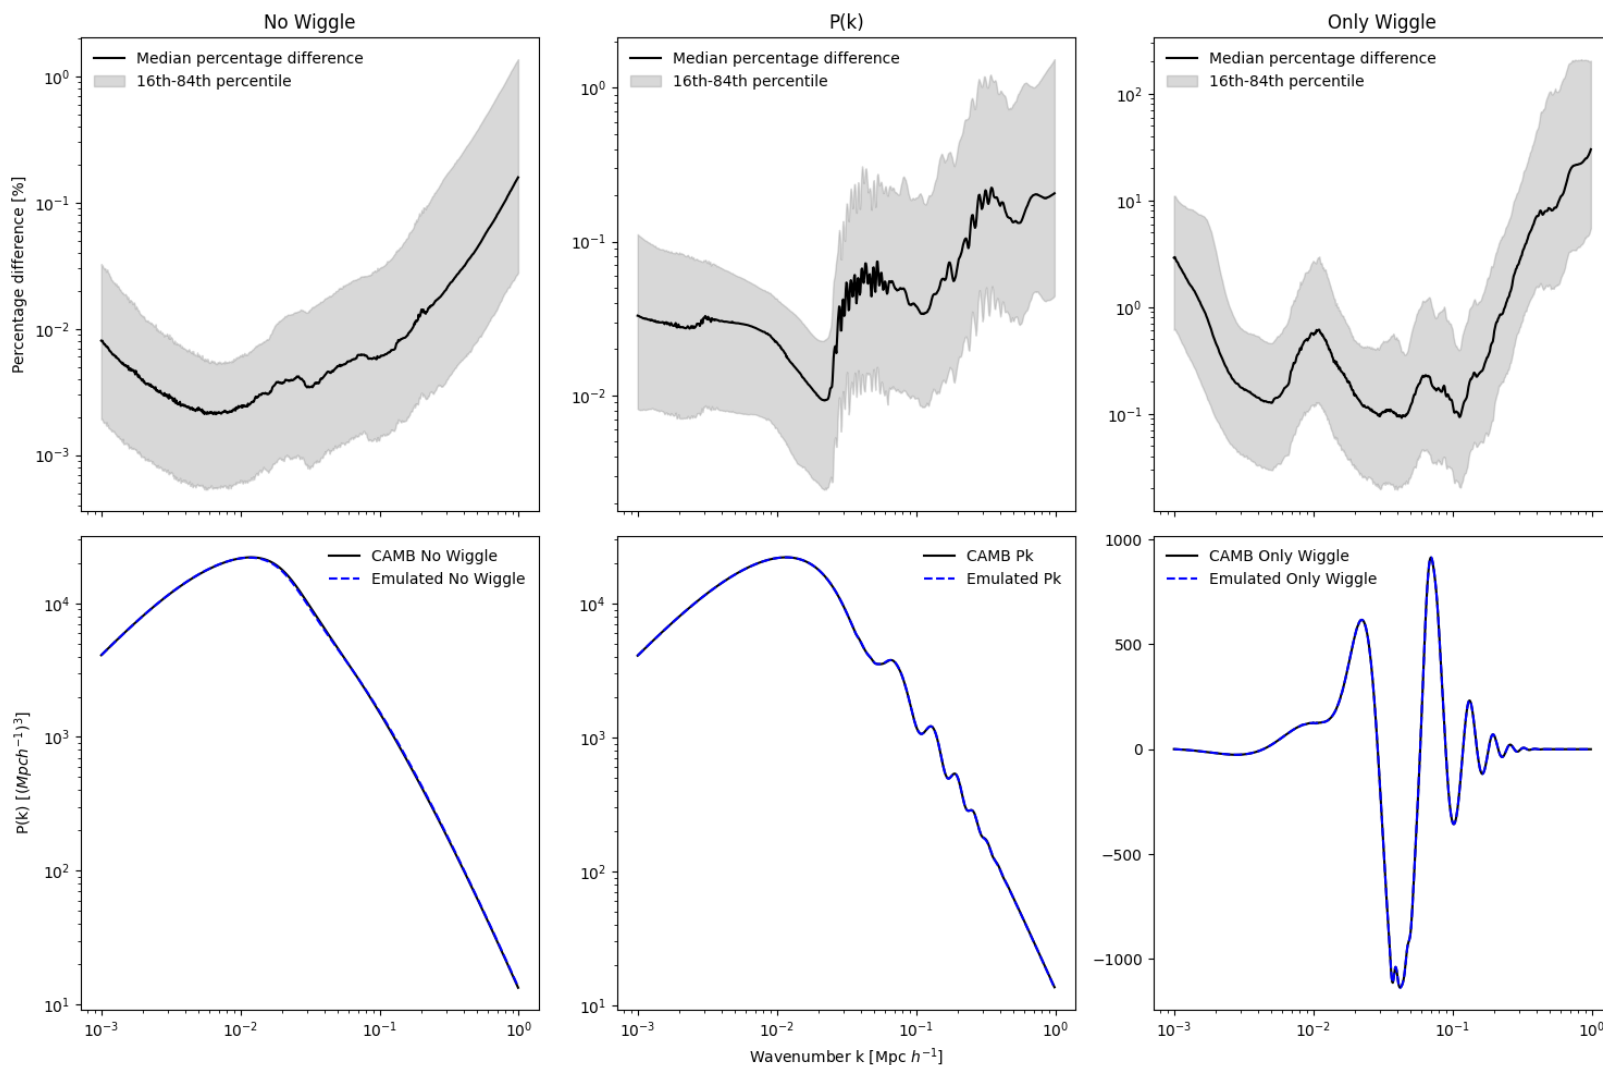 No Wiggle
P(k)
Only Wiggle
Median percentage difference
16th-84th percentile
Median percentage difference
16th-84th percentile
Median percentage difference
16th-84th percentile
Percentage difference [%]
10⁰
10⁻¹
10⁻²
10⁻³
10⁰
10⁻¹
10⁻²
10²
10¹
10⁰
10⁻¹
CAMB No Wiggle
Emulated No Wiggle
CAMB Pk
Emulated Pk
CAMB Only Wiggle
Emulated Only Wiggle
P(k) [(Mpch⁻¹)³]
10⁴
10³
10²
10¹
10⁴
10³
10²
10¹
1000
500
0
−500
−1000
10⁻³ 10⁻² 10⁻¹ 10⁰
10⁻³ 10⁻² 10⁻¹ 10⁰
10⁻³ 10⁻² 10⁻¹ 10⁰
Wavenumber k [Mpc h⁻¹]